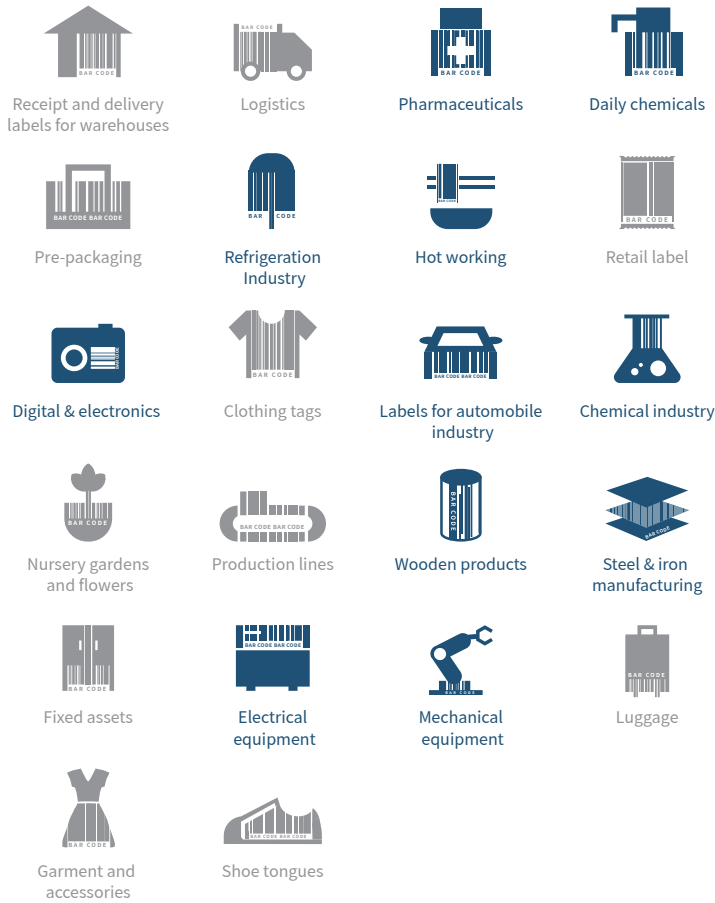 BAR CODE
BAR CODE
BAR CODE
BAR CODE
Receipt and delivery
labels for warehouses
Logistics
Pharmaceuticals
Daily chemicals
BAR CODE BAR CODE
BAR CODE
BAR CODE
BAR CODE
Pre-packaging
Refrigeration
Industry
Hot working
Retail label
BAR CODE
BAR CODE
BAR CODE BAR CODE
Digital & electronics
Clothing tags
Labels for automobile
industry
Chemical industry
BAR CODE
BAR CODE BAR CODE
BAR CODE
BAR CODE
Nursery gardens
and flowers
Production lines
Wooden products
Steel & iron
manufacturing
BAR CODE
BAR CODE BAR CODE
BAR CODE
BAR CODE
Fixed assets
Electrical
equipment
Mechanical
equipment
Luggage
BAR CODE
BAR CODE BAR CODE
Garment and
accessories
Shoe tongues